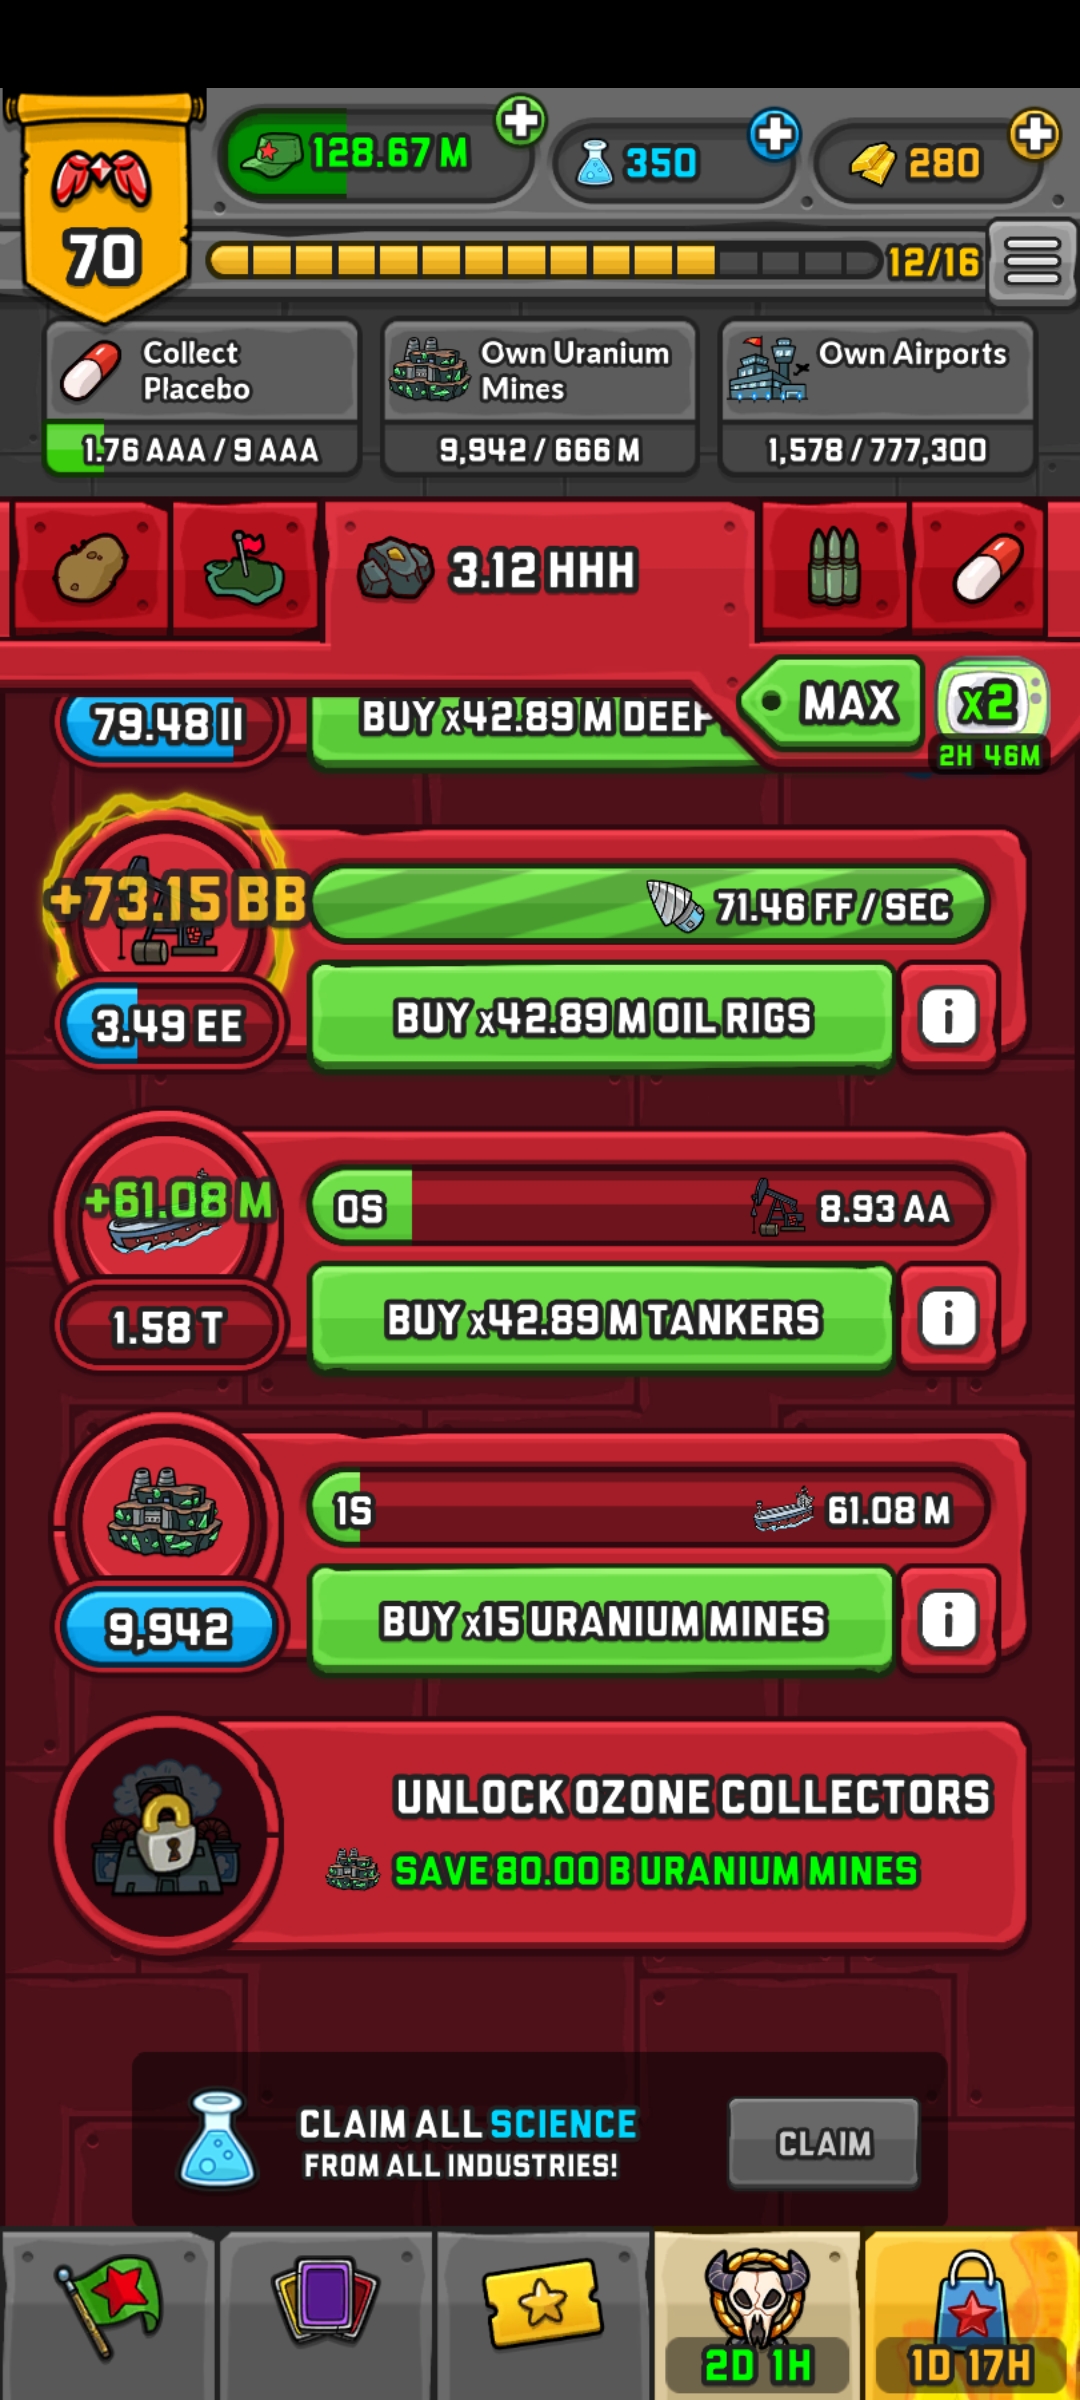 128.67 M
350
280
70
12/16
Collect
Placebo
1.76 AAA / 9 AAA
Own Uranium
Mines
9,942 / 666 M
Own Airports
1,578 / 777,300
3.12 HHH
MAX
x2
2H 46M
79.48 II
BUY x42.89 M DEEP
+73.15 BB
71.46 FF / SEC
3.49 EE
BUY x42.89 M OIL RIGS
i
+61.08 M
0S
8.93 AA
1.58 T
BUY x42.89 M TANKERS
i
1S
61.08 M
9,942
BUY x15 URANIUM MINES
i
UNLOCK OZONE COLLECTORS
SAVE 80.00 B URANIUM MINES
CLAIM ALL SCIENCE
FROM ALL INDUSTRIES!
CLAIM
2D 1H
1D 17H